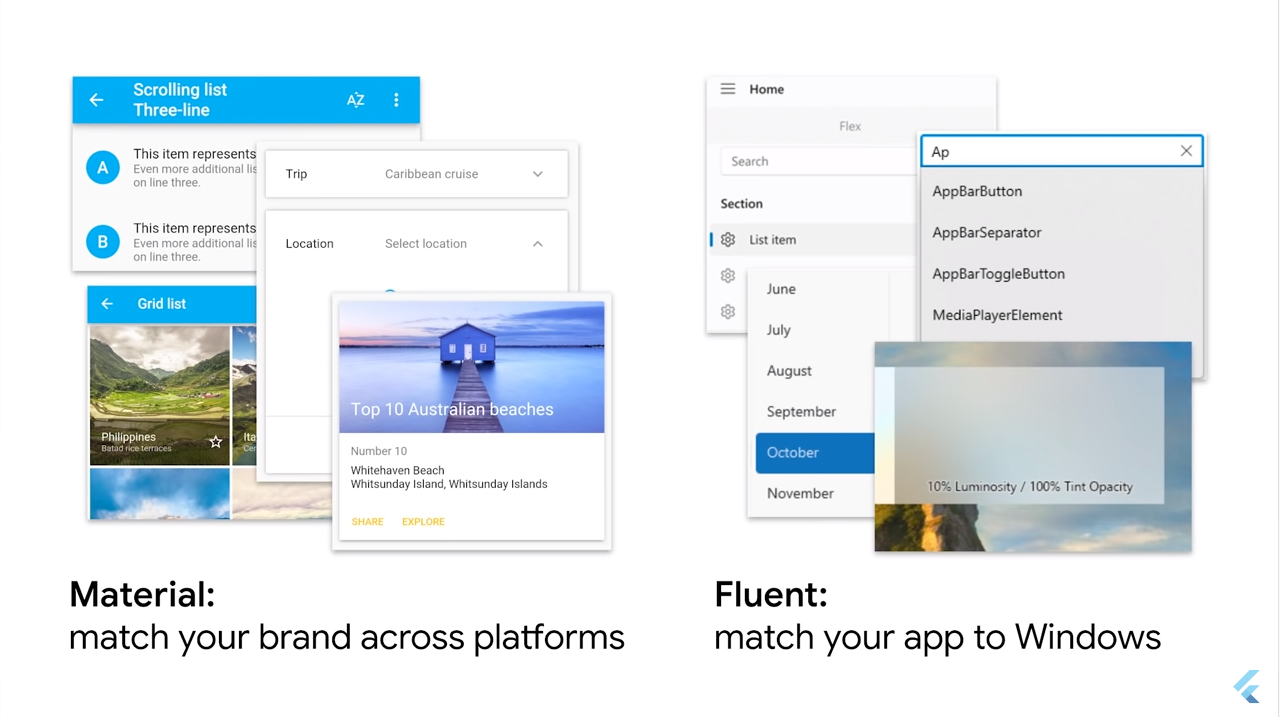 Scrolling list
Three-line
AZ
A
This item represents
Even more additional lis
on line three.
B
This item represents
Even more additional lis
on line three.
Trip
Caribbean cruise
Location
Select location
Grid list
Philippines
Batad rice terraces
Ita
Cer
Top 10 Australian beaches
Number 10
Whitehaven Beach
Whitsunday Island, Whitsunday Islands
SHARE
EXPLORE
Material:
match your brand across platforms
Home
Flex
Search
Section
List item
June
July
August
September
October
November
Ap
AppBarButton
AppBarSeparator
AppBarToggleButton
MediaPlayerElement
10% Luminosity / 100% Tint Opacity
Fluent:
match your app to Windows